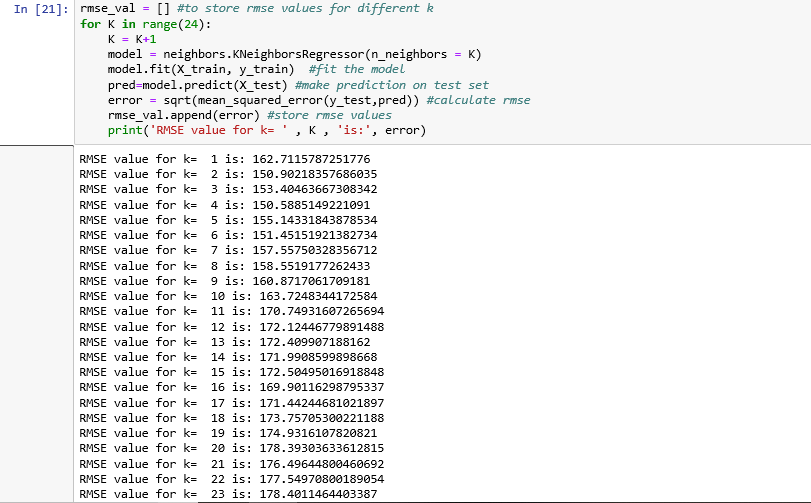 In [21]: rmse_val = [] #to store rmse values for different k
for K in range(24):
    K = K+1
    model = neighbors.KNeighborsRegressor(n_neighbors = K)
    model.fit(X_train, y_train)  #fit the model
    pred=model.predict(X_test) #make prediction on test set
    error = sqrt(mean_squared_error(y_test,pred)) #calculate rmse
    rmse_val.append(error) #store rmse values
    print('RMSE value for k= ' , K , 'is:', error)
RMSE value for k=  1 is: 162.7115787251776
RMSE value for k=  2 is: 150.90218357686035
RMSE value for k=  3 is: 153.40463667308342
RMSE value for k=  4 is: 150.5885149221091
RMSE value for k=  5 is: 155.14331843878534
RMSE value for k=  6 is: 151.45151921382734
RMSE value for k=  7 is: 157.55750328356712
RMSE value for k=  8 is: 158.5519177262433
RMSE value for k=  9 is: 160.8717061709181
RMSE value for k=  10 is: 163.7248344172584
RMSE value for k=  11 is: 170.74931607265694
RMSE value for k=  12 is: 172.12446779891488
RMSE value for k=  13 is: 172.409907188162
RMSE value for k=  14 is: 171.9908599898668
RMSE value for k=  15 is: 172.50495016918848
RMSE value for k=  16 is: 169.90116298795337
RMSE value for k=  17 is: 171.44244681021897
RMSE value for k=  18 is: 173.75705300221188
RMSE value for k=  19 is: 174.9316107820821
RMSE value for k=  20 is: 178.39303633612815
RMSE value for k=  21 is: 176.49644800460692
RMSE value for k=  22 is: 177.54970800189054
RMSE value for k=  23 is: 178.4011464403387